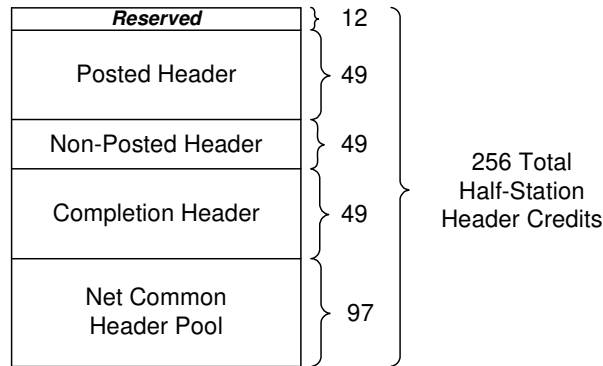 Reserved 12
Posted Header 49
Non-Posted Header 49
Completion Header 49
Net Common
Header Pool
97
256 Total
Half-Station
Header Credits